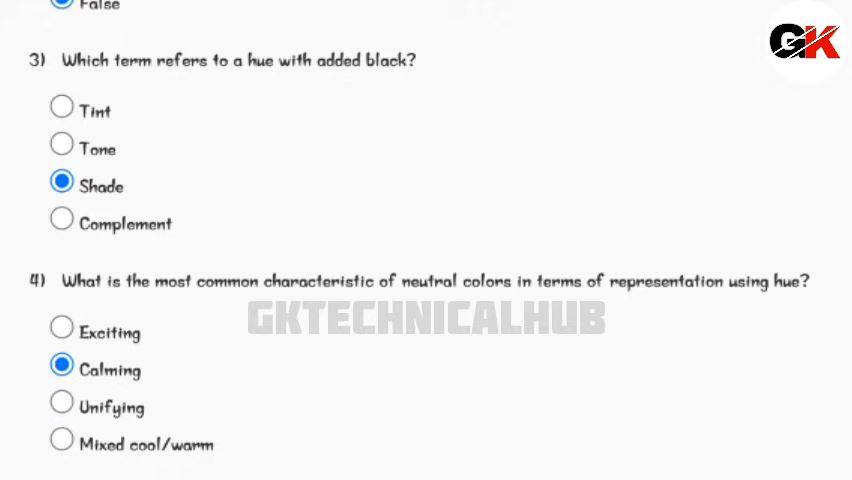 False
GK
3) Which term refers to a hue with added black?
Tint
Tone
Shade
Complement
4) What is the most common characteristic of neutral colors in terms of representation using hue?
GKTECHNICALHUB
Exciting
Calming
Unifying
Mixed cool/warm